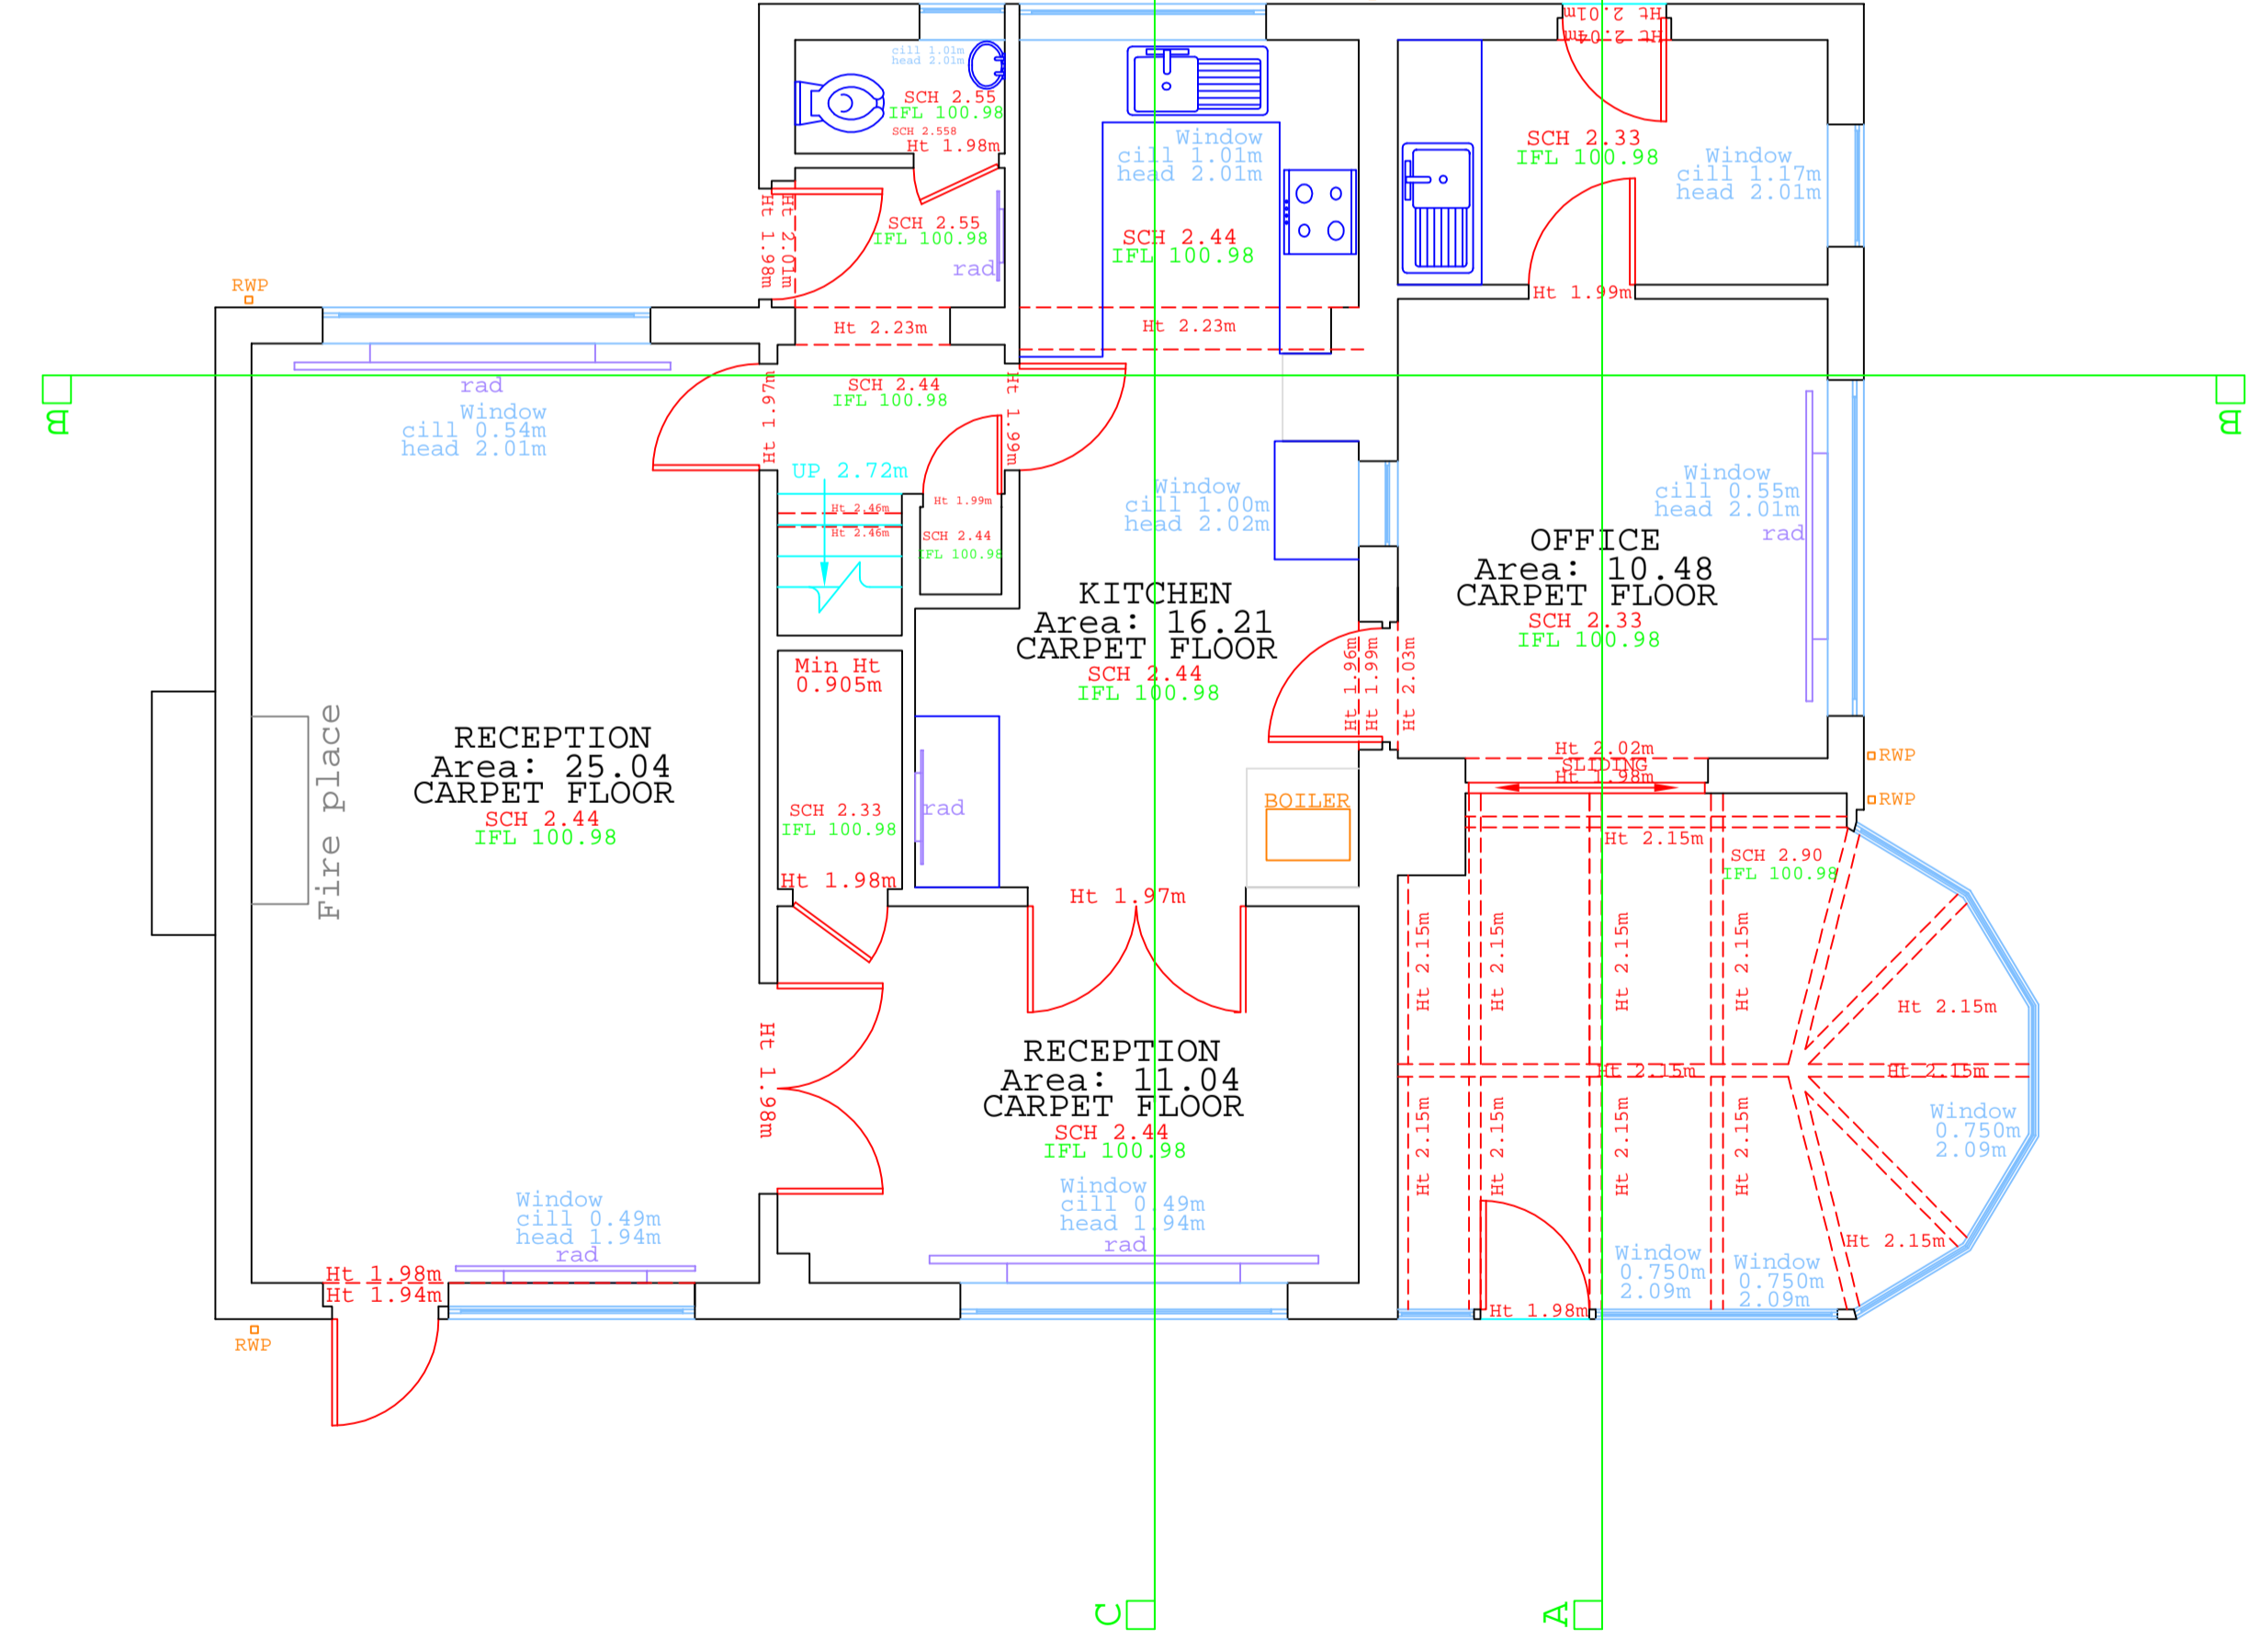 Ht 2.01m
Ht 2.04m
cill 1.01m
head 2.01m
SCH 2.55
IFL 100.98
SCH 2.558
Ht 1.98m
Window
cill 1.01m
head 2.01m
SCH 2.33
IFL 100.98
Window
cill 1.17m
head 2.01m
Ht 1.98m
Ht 2.01m
SCH 2.55
IFL 100.98
rad
SCH 2.44
IFL 100.98
RWP
Ht 2.23m
Ht 2.23m
Ht 1.99m
B
B
rad
Window
cill 0.54m
head 2.01m
Ht 1.97m
SCH 2.44
IFL 100.98
Ht 1.99m
UP 2.72m
Ht 2.46m
Ht 2.46m
Ht 1.99m
SCH 2.44
IFL 100.98
Window
cill 1.00m
head 2.02m
Window
cill 0.55m
head 2.01m
rad
OFFICE
Area: 10.48
CARPET FLOOR
SCH 2.33
IFL 100.98
KITCHEN
Area: 16.21
CARPET FLOOR
SCH 2.44
IFL 100.98
Ht 1.96m
Ht 1.99m
Ht 2.03m
Min Ht
0.905m
Fire place
RECEPTION
Area: 25.04
CARPET FLOOR
SCH 2.44
IFL 100.98
SCH 2.33
IFL 100.98
Ht 1.98m
rad
BOILER
Ht 1.97m
Ht 2.02m
SLIDING
Ht 1.98m
RWP
RWP
Ht 2.15m
SCH 2.90
IFL 100.98
Ht 2.15m
Ht 2.15m
Ht 2.15m
Ht 2.15m
Ht 2.15m
Ht 1.98m
RECEPTION
Area: 11.04
CARPET FLOOR
SCH 2.44
IFL 100.98
Ht 2.15m
Ht 2.15m
Ht 2.15m
Ht 2.15m
Ht 2.15m
Ht 2.15m
Window
0.750m
2.09m
Window
cill 0.49m
head 1.94m
rad
Window
cill 0.49m
head 1.94m
rad
Ht 2.15m
Window
0.750m
2.09m
Window
0.750m
2.09m
Ht 1.98m
Ht 1.94m
Ht 1.98m
RWP
C
A